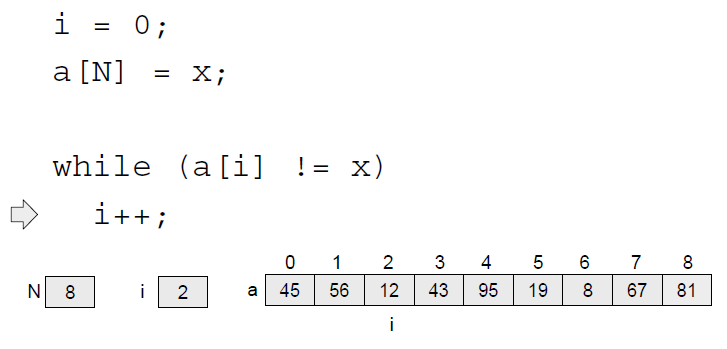 i = 0;
a[N] = x;
while (a[i] != x)
i++;
0 1 2 3 4 5 6 7 8
N 8 i 2 a 45 56 12 43 95 19 8 67 81
i